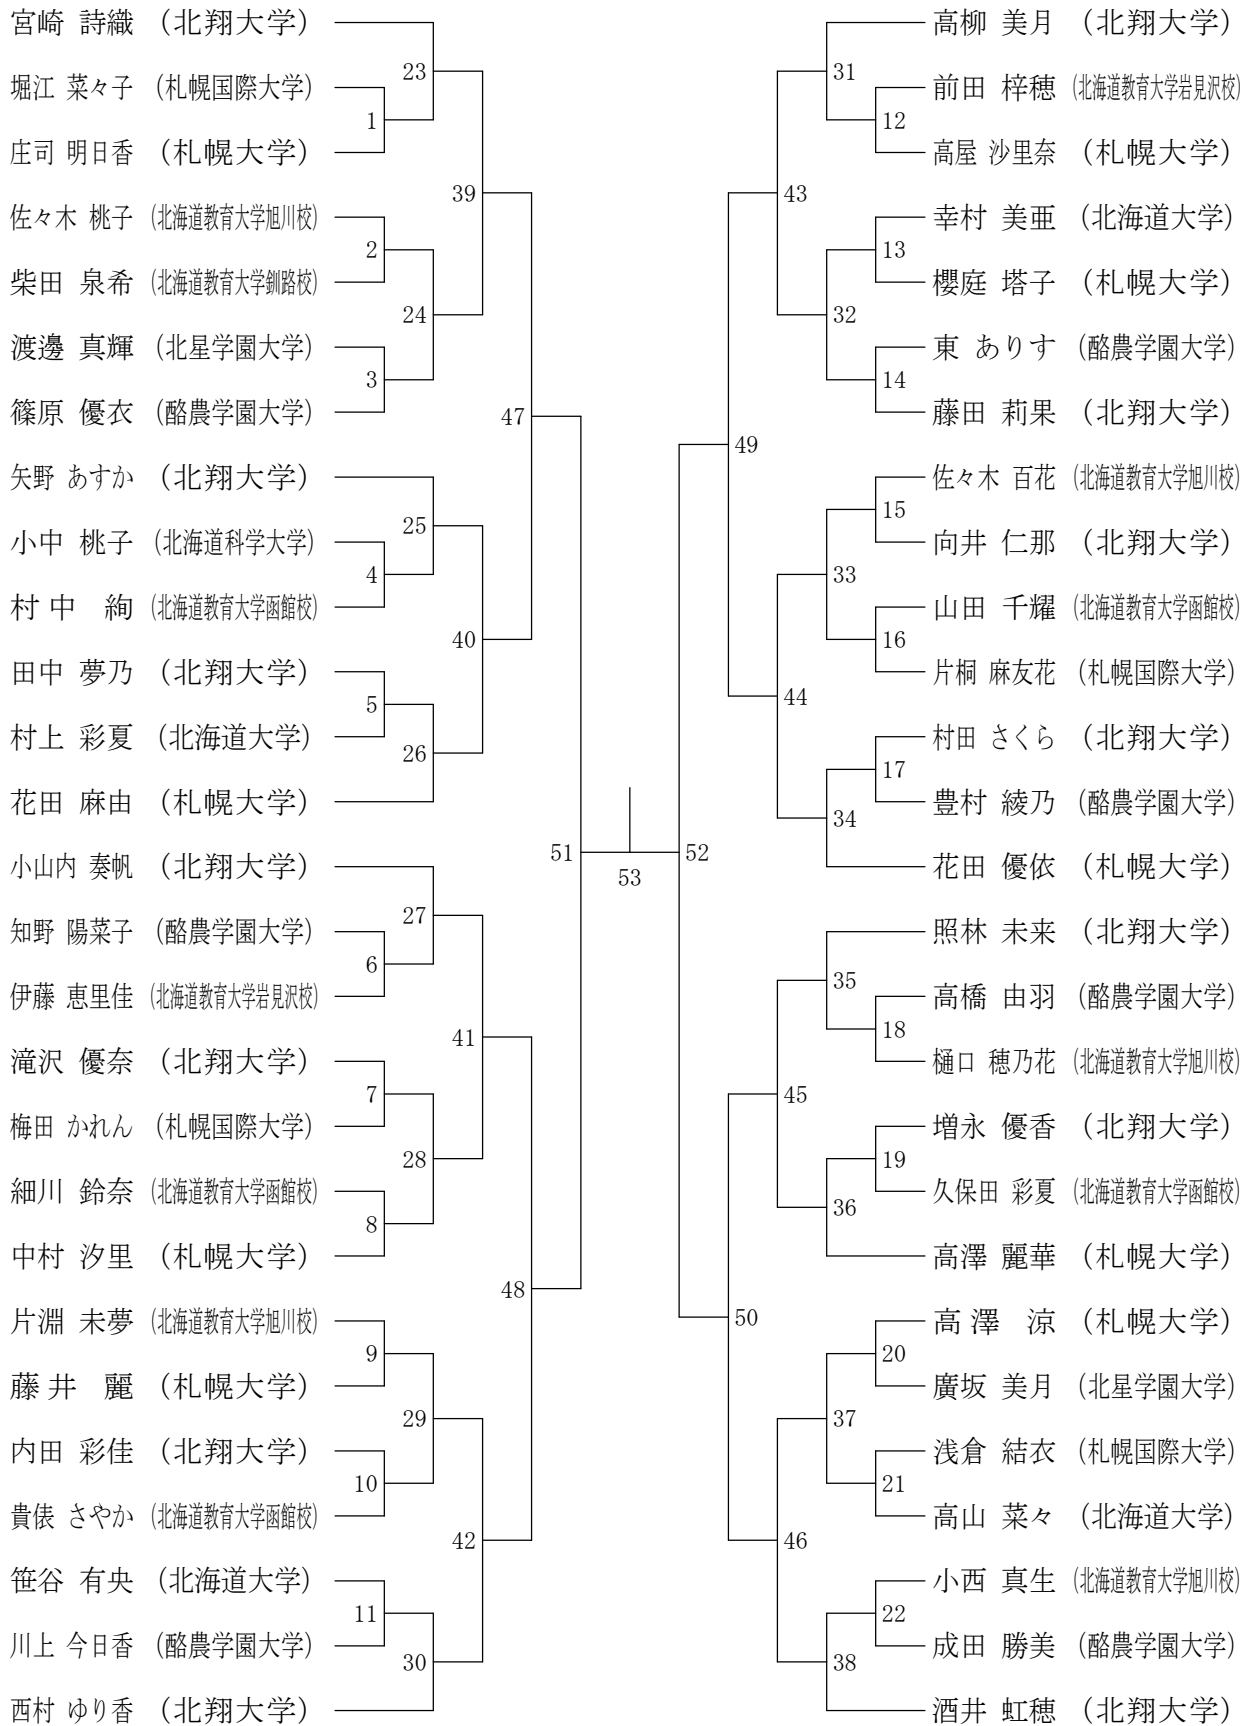 宮崎 詩織 （北翔大学）
堀江 菜々子 （札幌国際大学）
庄司 明日香 （札幌大学）
佐々木 桃子 （北海道教育大学旭川校）
柴田 泉希 （北海道教育大学釧路校）
渡邊 真輝 （北星学園大学）
篠原 優衣 （酪農学園大学）
矢野 あすか （北翔大学）
小中 桃子 （北海道科学大学）
村中 絢 （北海道教育大学函館校）
田中 夢乃 （北翔大学）
村上 彩夏 （北海道大学）
花田 麻由 （札幌大学）
小山内 奏帆 （北翔大学）
知野 陽菜子 （酪農学園大学）
伊藤 恵里佳 （北海道教育大学岩見沢校）
滝沢 優奈 （北翔大学）
梅田 かれん （札幌国際大学）
細川 鈴奈 （北海道教育大学函館校）
中村 汐里 （札幌大学）
片淵 未夢 （北海道教育大学旭川校）
藤井 麗 （札幌大学）
内田 彩佳 （北翔大学）
貴俵 さやか （北海道教育大学函館校）
笹谷 有央 （北海道大学）
川上 今日香 （酪農学園大学）
西村 ゆり香 （北翔大学）
1
2
3
4
5
6
7
8
9
10
11
23
24
25
26
27
28
29
30
39
40
41
42
47
48
51
53
52
49
50
43
44
45
46
31
32
33
34
35
36
37
38
12
13
14
15
16
17
18
19
20
21
22
高柳 美月 （北翔大学）
前田 梓穂 （北海道教育大学岩見沢校）
高屋 沙里奈 （札幌大学）
幸村 美亜 （北海道大学）
櫻庭 塔子 （札幌大学）
東 ありす （酪農学園大学）
藤田 莉果 （北翔大学）
佐々木 百花 （北海道教育大学旭川校）
向井 仁那 （北翔大学）
山田 千耀 （北海道教育大学函館校）
片桐 麻友花 （札幌国際大学）
村田 さくら （北翔大学）
豊村 綾乃 （酪農学園大学）
花田 優依 （札幌大学）
照林 未来 （北翔大学）
高橋 由羽 （酪農学園大学）
樋口 穂乃花 （北海道教育大学旭川校）
増永 優香 （北翔大学）
久保田 彩夏 （北海道教育大学函館校）
高澤 麗華 （札幌大学）
高澤 涼 （札幌大学）
廣坂 美月 （北星学園大学）
浅倉 結衣 （札幌国際大学）
高山 菜々 （北海道大学）
小西 真生 （北海道教育大学旭川校）
成田 勝美 （酪農学園大学）
酒井 虹穂 （北翔大学）